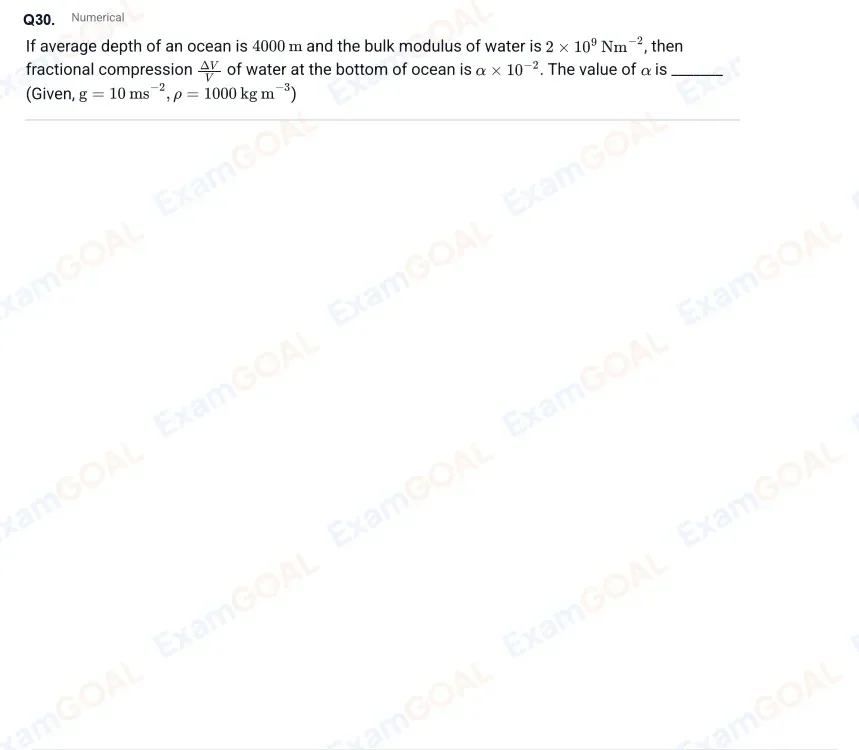 Q30. Numerical
If average depth of an ocean is 4000 m and the bulk modulus of water is 2 × 10⁹ Nm⁻², then
fractional compression ΔV/V of water at the bottom of ocean is α × 10⁻². The value of α is ______
(Given, g = 10 ms⁻², ρ = 1000 kg m⁻³)
ExamGOAL